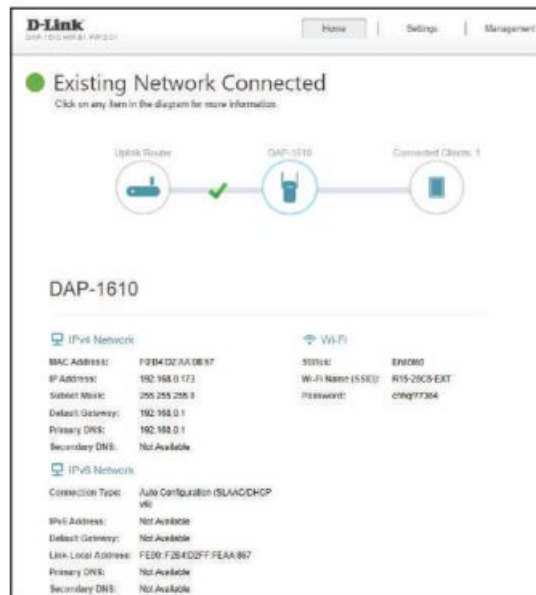 D-Link
Home
Settings
Management
Existing Network Connected
Click on any item in the diagram for more information.
Uplink Router
DAP-1610
Connected Clients: 1
DAP-1610
IPv4 Network
MAC Address:
IP Address: 192.168.0.173
Subnet Mask: 255.255.255.0
Default Gateway: 192.168.0.1
Primary DNS: 192.168.0.1
Secondary DNS: Not Available
Wi-Fi
Status: Enabled
Wi-Fi Name (SSID):
Password:
IPv6 Network
Connection Type: Auto Configuration (SLAAC/DHCP
v6)
IPv6 Address: Not Available
Default Gateway: Not Available
Link-Local Address:
Primary DNS: Not Available
Secondary DNS: Not Available